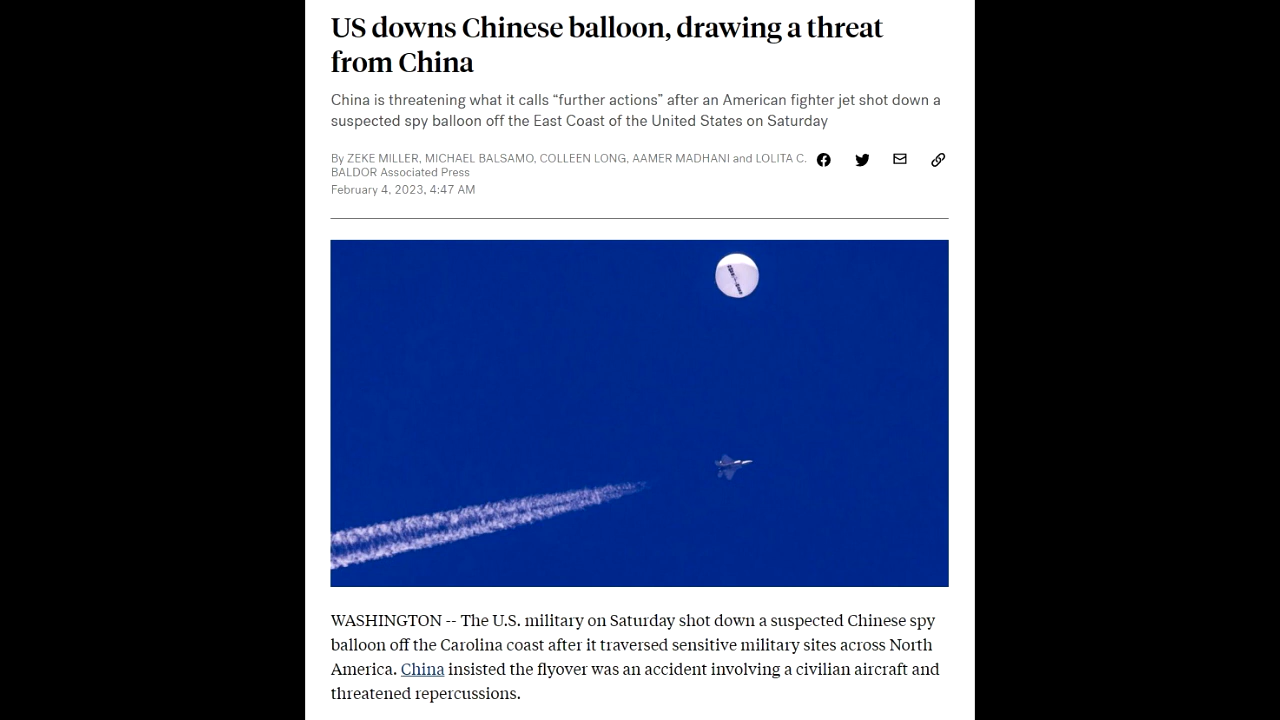 US downs Chinese balloon, drawing a threat
from China
China is threatening what it calls “further actions” after an American fighter jet shot down a
suspected spy balloon off the East Coast of the United States on Saturday
By ZEKE MILLER, MICHAEL BALSAMO, COLLEEN LONG, AAMER MADHANI and LOLITA C.
BALDOR Associated Press
February 4, 2023, 4:47 AM
WASHINGTON -- The U.S. military on Saturday shot down a suspected Chinese spy
balloon off the Carolina coast after it traversed sensitive military sites across North
America. China insisted the flyover was an accident involving a civilian aircraft and
threatened repercussions.